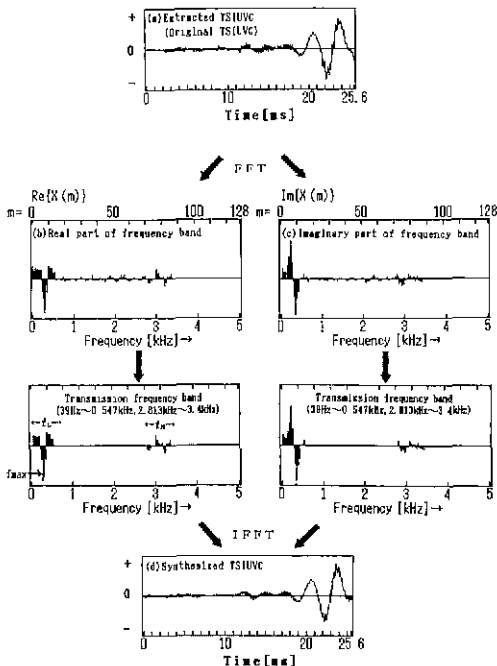 +
(a)Extracted TSIUVC
(Original TSIUVC)
0
−
0 10 20 25.6
Time[ms]
FFT
Re{X(m)}
m= 0 50 100 128
(b)Real part of frequency band
0 1 2 3 4 5
Frequency [kHz]→
Im{X(m)}
m= 0 50 100 128
(c)Imaginary part of frequency band
0 1 2 3 4 5
Frequency [kHz]→
Transmission frequency band
(39Hz~0.547kHz, 2.813kHz~3.4kHz)
←fL→ ←fH→
fmax
0 1 2 3 4 5
Frequency [kHz]→
Transmission frequency band
(39Hz~0.547kHz, 2.813kHz~3.4kHz)
0 1 2 3 4 5
Frequency [kHz]→
IFFT
+
(d)Synthesized TSIUVC
0
−
0 10 20 25.6
Time[ms]